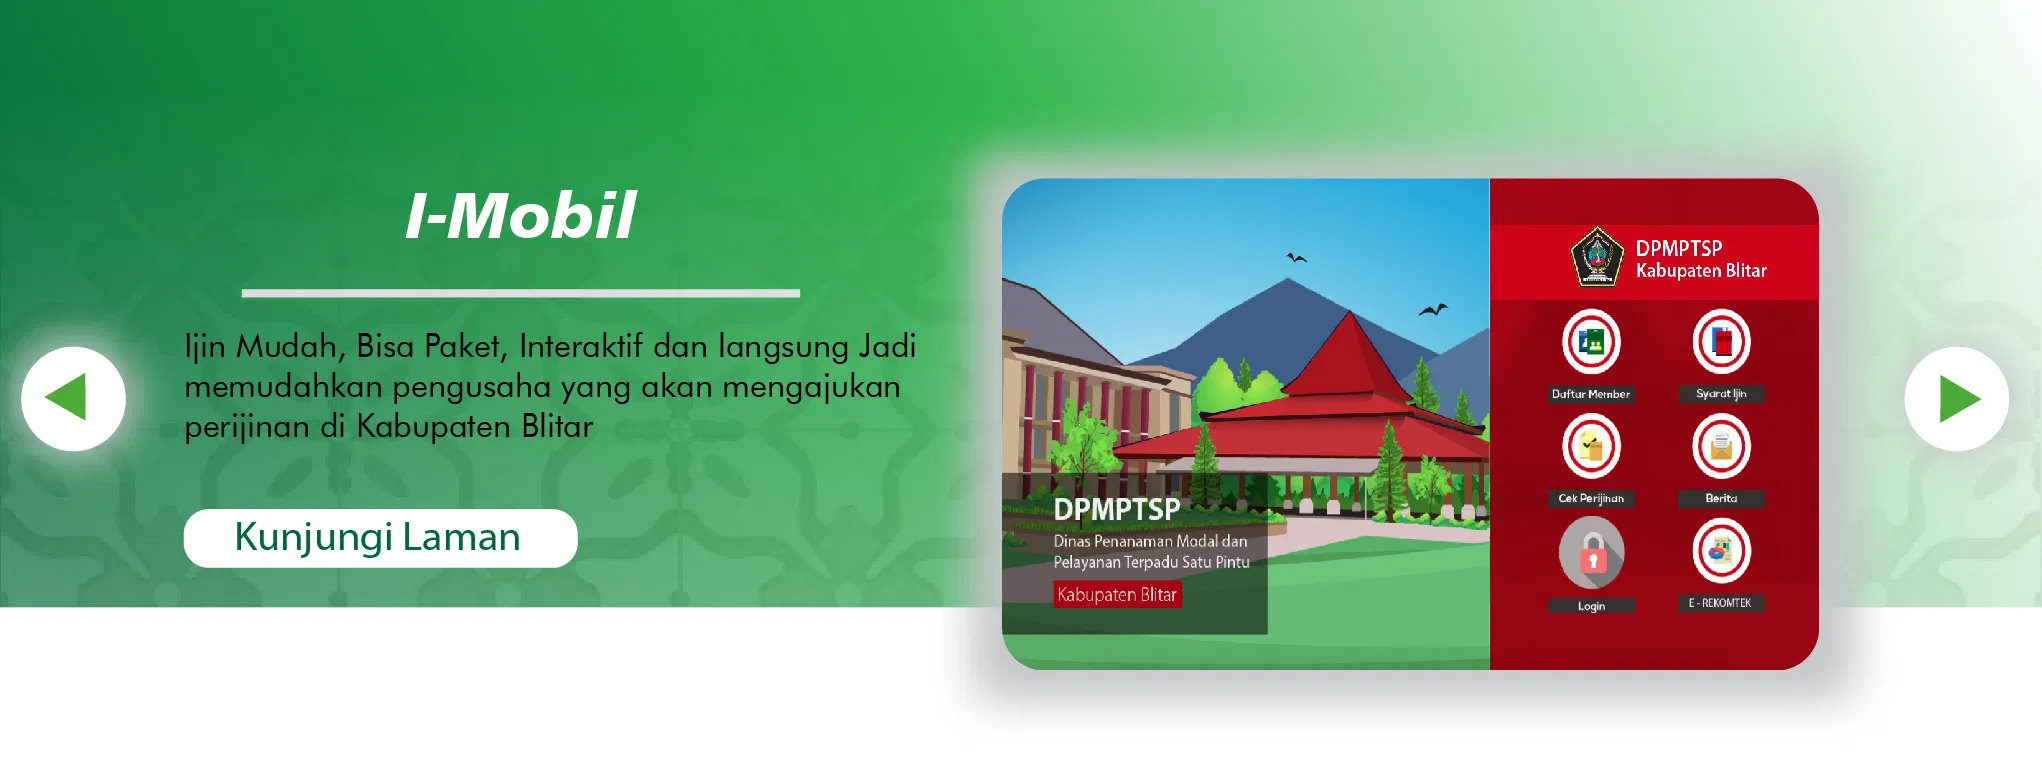 I-Mobil
Ijin Mudah, Bisa Paket, Interaktif dan langsung Jadi
memudahkan pengusaha yang akan mengajukan
perijinan di Kabupaten Blitar
Kunjungi Laman
DPMPTSP
Dinas Penanaman Modal dan
Pelayanan Terpadu Satu Pintu
Kabupaten Blitar
DPMPTSP
Kabupaten Blitar
Daftar Member
Syarat Ijin
Cek Perijinan
Berita
Login
E - REKOMTEK